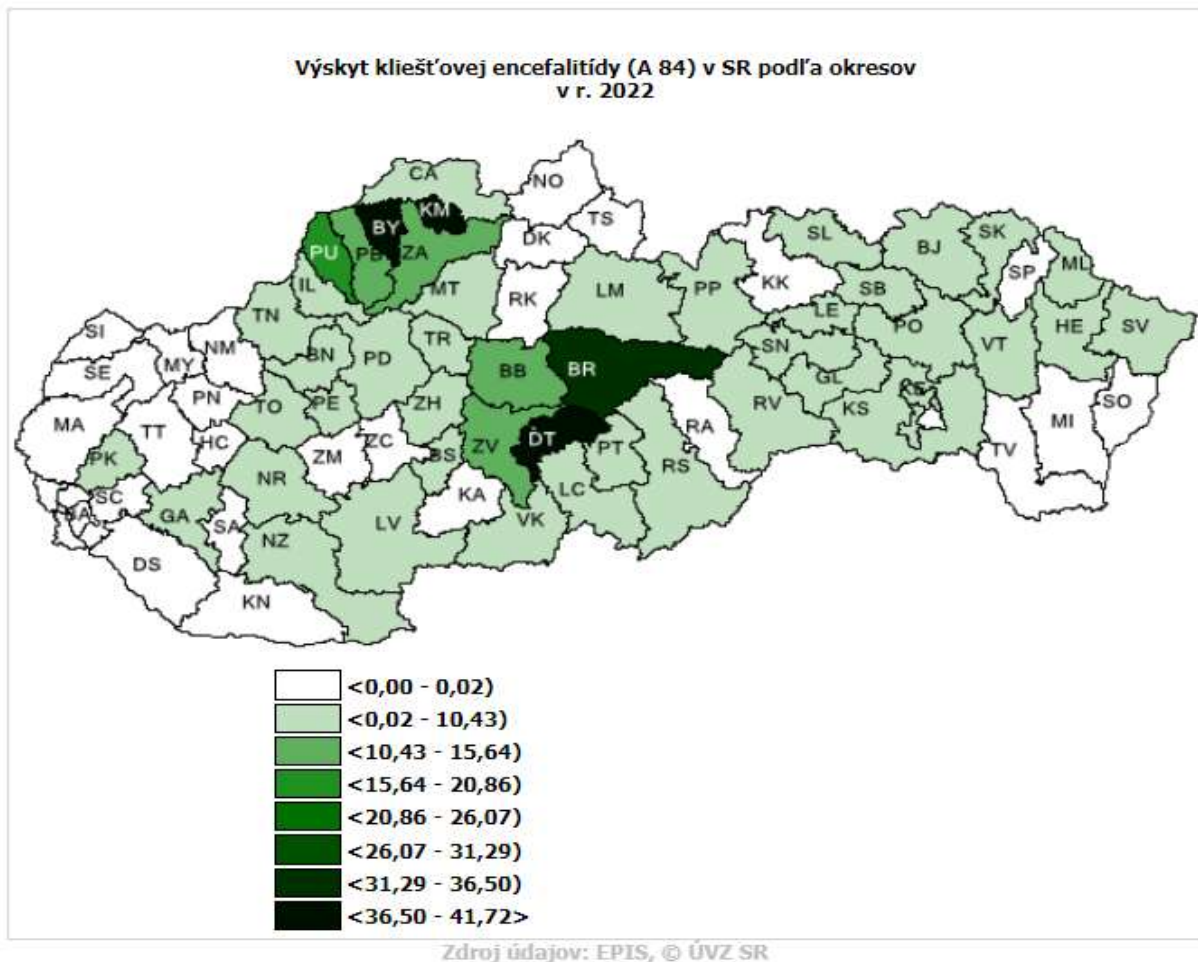 Výskyt kliešťovej encefalitídy (A 84) v SR podľa okresov
v r. 2022
CA
NO
KM
BY
TS
PU
PB
ZA
DK
SL
BJ
SK
SP
ML
KK
IL
MT
RK
LM
PP
SB
TN
LE
PO
HE
SV
SI
NM
BN
PD
TR
SN
VT
SE
MY
BB
BR
GL
PN
TO
PE
ZH
RV
KS
MA
TT
HC
ZM
ZC
ZV
DT
PT
RA
SO
MI
PK
BS
RS
TV
NR
SC
KA
LC
GA
SA
LV
VK
BA
NZ
DS
KN
<0,00 - 0,02)
<0,02 - 10,43)
<10,43 - 15,64)
<15,64 - 20,86)
<20,86 - 26,07)
<26,07 - 31,29)
<31,29 - 36,50)
<36,50 - 41,72>
Zdroj údajov: EPIS, © ÚVZ SR